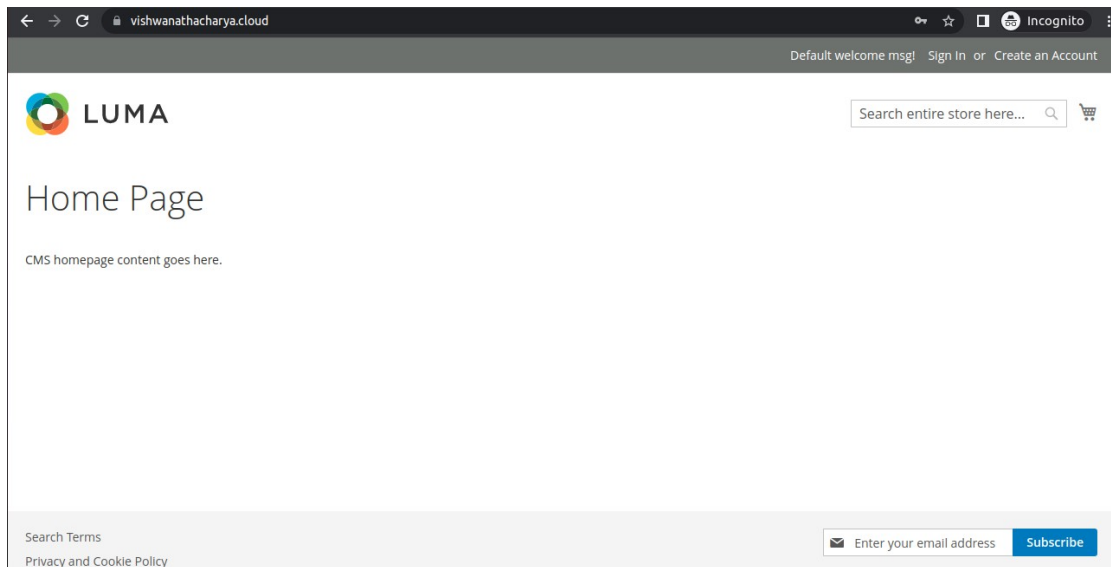 vishwanathacharya.cloud
Incognito
Default welcome msg! Sign In or Create an Account
LUMA
Search entire store here...
Home Page
CMS homepage content goes here.
Search Terms
Enter your email address Subscribe
Privacy and Cookie Policy